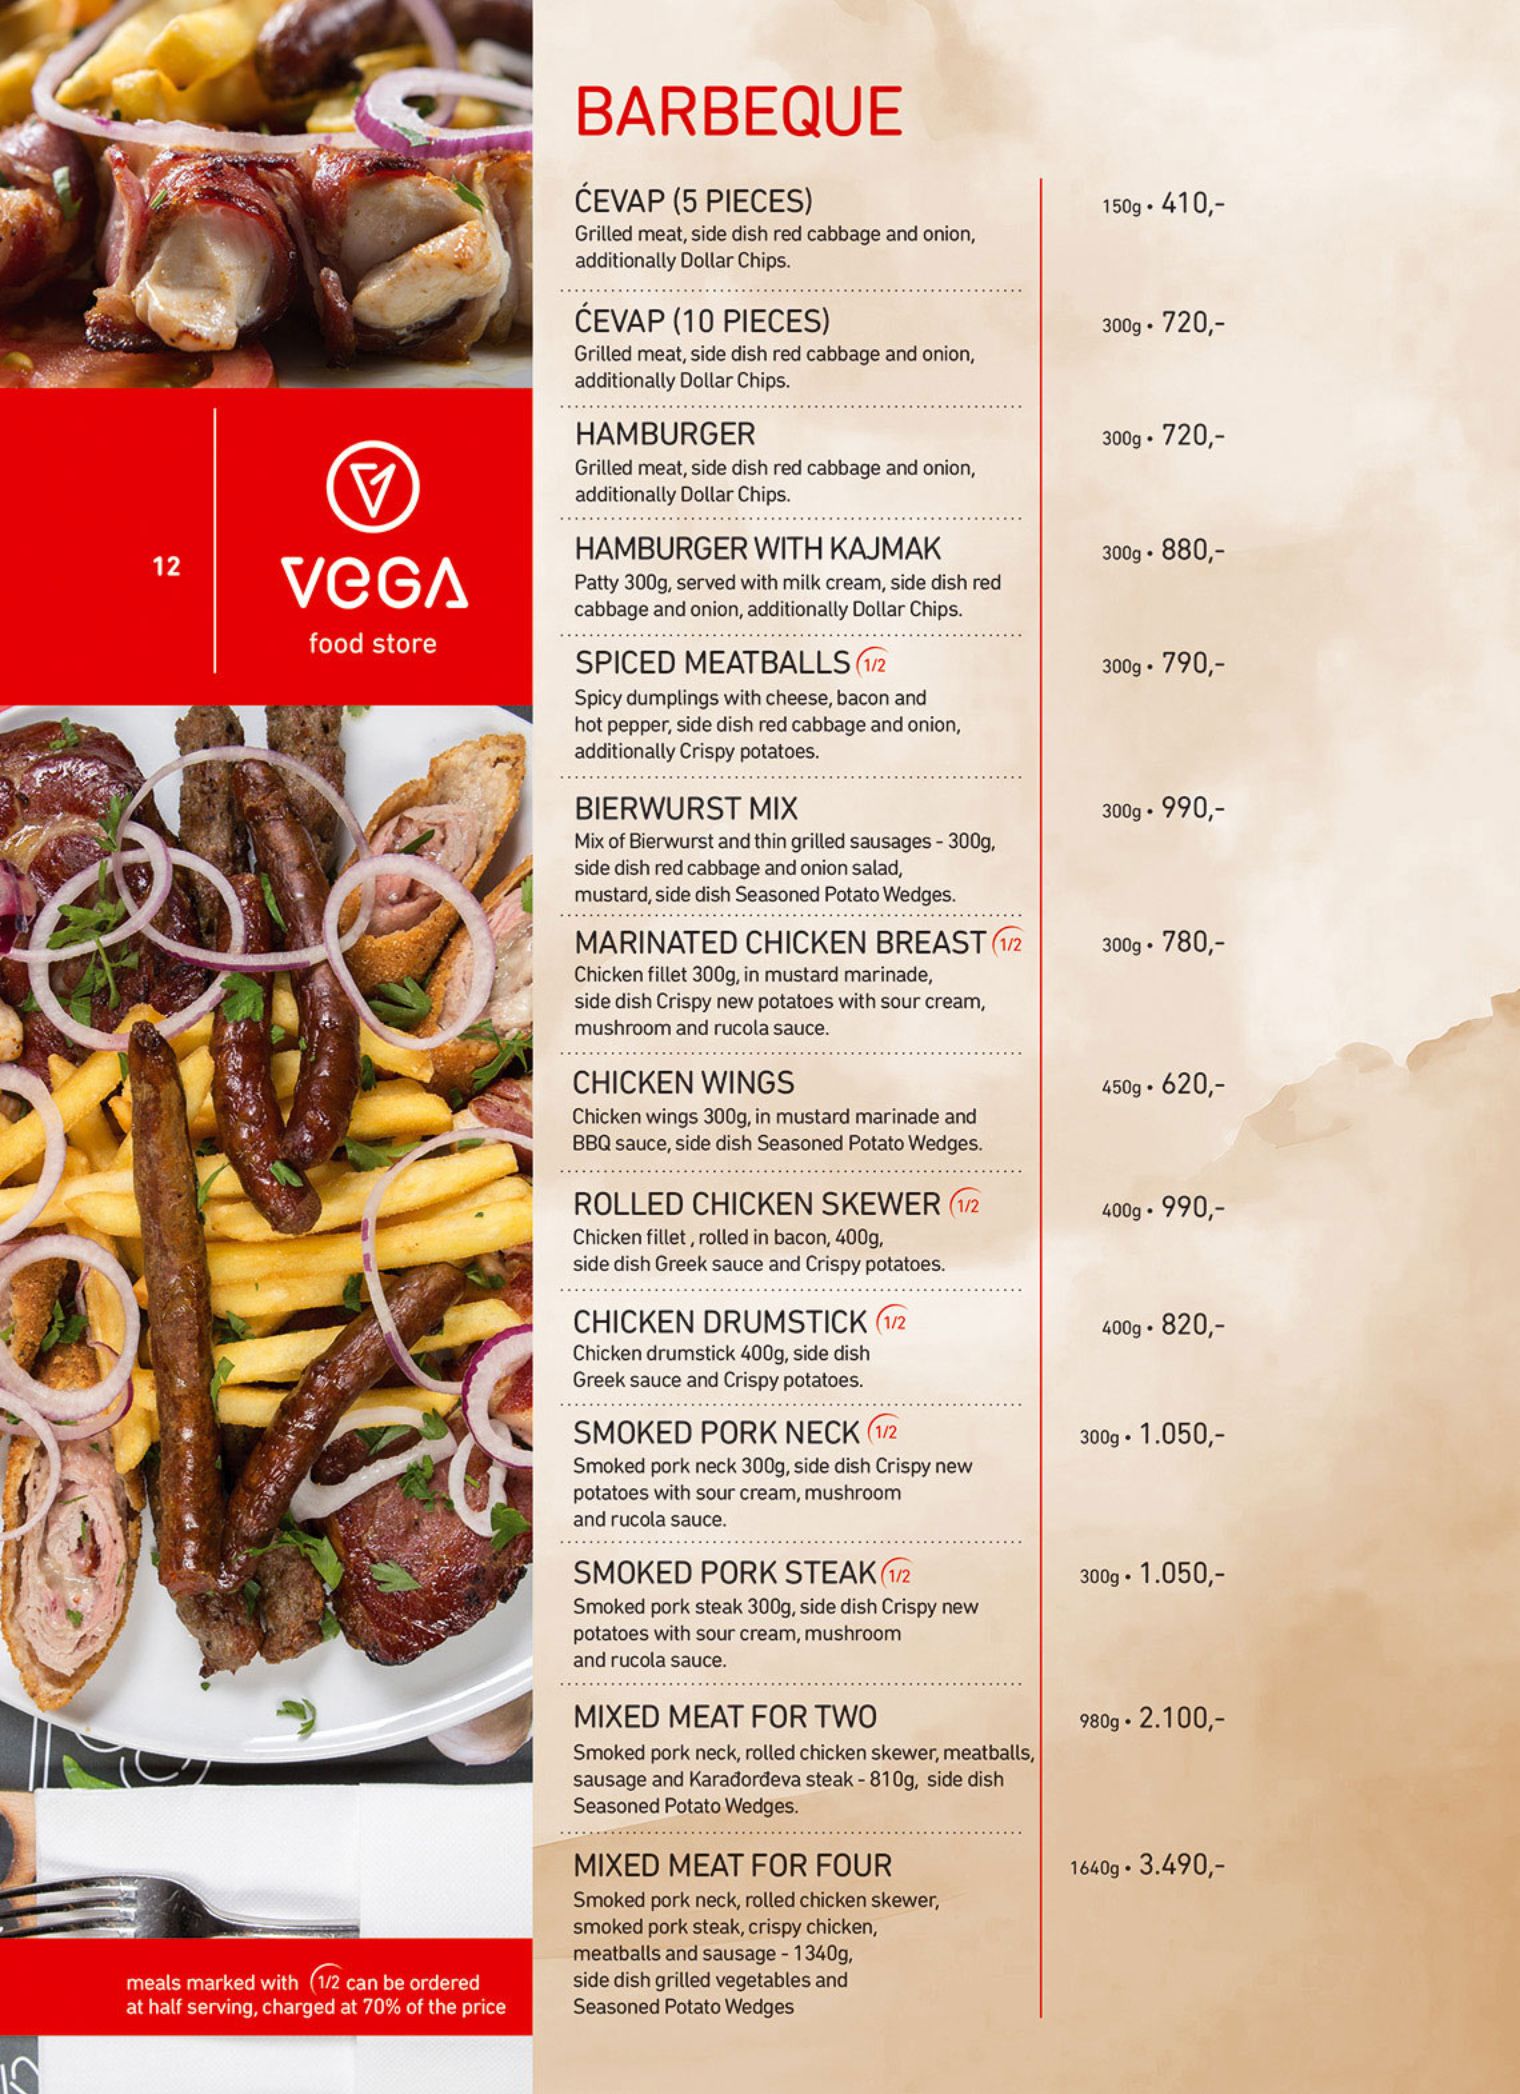 BARBEQUE
ĆEVAP (5 PIECES)
150g • 410,-
Grilled meat, side dish red cabbage and onion,
additionally Dollar Chips.
ĆEVAP (10 PIECES)
300g • 720,-
Grilled meat, side dish red cabbage and onion,
additionally Dollar Chips.
HAMBURGER
300g • 720,-
Grilled meat, side dish red cabbage and onion,
additionally Dollar Chips.
HAMBURGER WITH KAJMAK
300g • 880,-
Patty 300g, served with milk cream, side dish red
cabbage and onion, additionally Dollar Chips.
SPICED MEATBALLS 1/2
300g • 790,-
Spicy dumplings with cheese, bacon and
hot pepper, side dish red cabbage and onion,
additionally Crispy potatoes.
BIERWURST MIX
300g • 990,-
Mix of Bierwurst and thin grilled sausages - 300g,
side dish red cabbage and onion salad,
mustard, side dish Seasoned Potato Wedges.
MARINATED CHICKEN BREAST 1/2
300g • 780,-
Chicken fillet 300g, in mustard marinade,
side dish Crispy new potatoes with sour cream,
mushroom and rucola sauce.
CHICKEN WINGS
450g • 620,-
Chicken wings 300g, in mustard marinade and
BBQ sauce, side dish Seasoned Potato Wedges.
ROLLED CHICKEN SKEWER 1/2
400g • 990,-
Chicken fillet , rolled in bacon, 400g,
side dish Greek sauce and Crispy potatoes.
CHICKEN DRUMSTICK 1/2
400g • 820,-
Chicken drumstick 400g, side dish
Greek sauce and Crispy potatoes.
SMOKED PORK NECK 1/2
300g • 1.050,-
Smoked pork neck 300g, side dish Crispy new
potatoes with sour cream, mushroom
and rucola sauce.
SMOKED PORK STEAK 1/2
300g • 1.050,-
Smoked pork steak 300g, side dish Crispy new
potatoes with sour cream, mushroom
and rucola sauce.
MIXED MEAT FOR TWO
980g • 2.100,-
Smoked pork neck, rolled chicken skewer, meatballs,
sausage and Karađorđeva steak - 810g, side dish
Seasoned Potato Wedges.
MIXED MEAT FOR FOUR
1640g • 3.490,-
Smoked pork neck, rolled chicken skewer,
smoked pork steak, crispy chicken,
meatballs and sausage - 1340g,
side dish grilled vegetables and
Seasoned Potato Wedges
12
VeGA
food store
meals marked with 1/2 can be ordered
at half serving, charged at 70% of the price